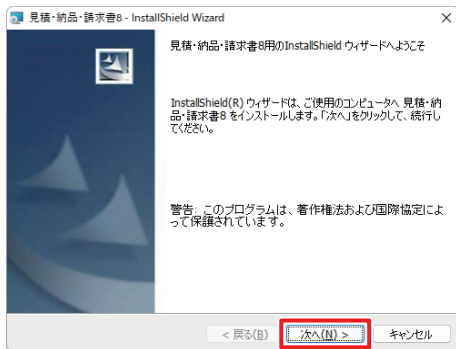 見積・納品・請求書8 - InstallShield Wizard
見積・納品・請求書8用のInstallShield ウィザードへようこそ
InstallShield(R) ウィザードは、ご使用のコンピュータへ 見積・納
品・請求書8 をインストールします。「次へ」をクリックして、続行し
てください。
警告: このプログラムは、著作権法および国際協定によ
って保護されています。
< 戻る(B)
次へ(N) >
キャンセル